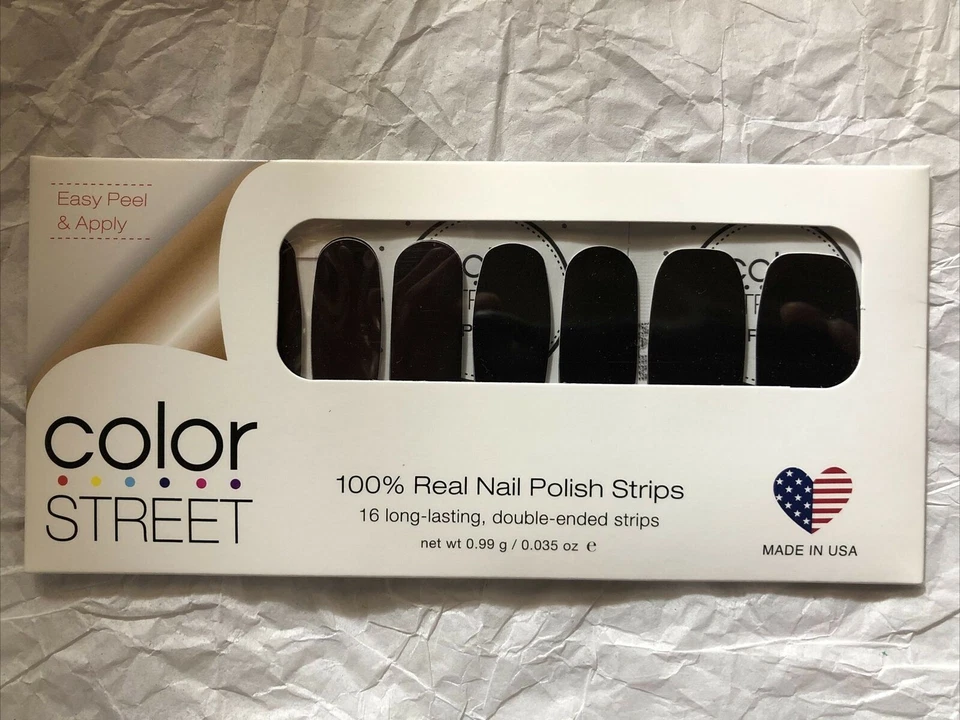 Easy Peel
& Apply
color
STREET
100% Real Nail Polish Strips
16 long-lasting, double-ended strips
net wt 0.99 g / 0.035 oz ℮
MADE IN USA